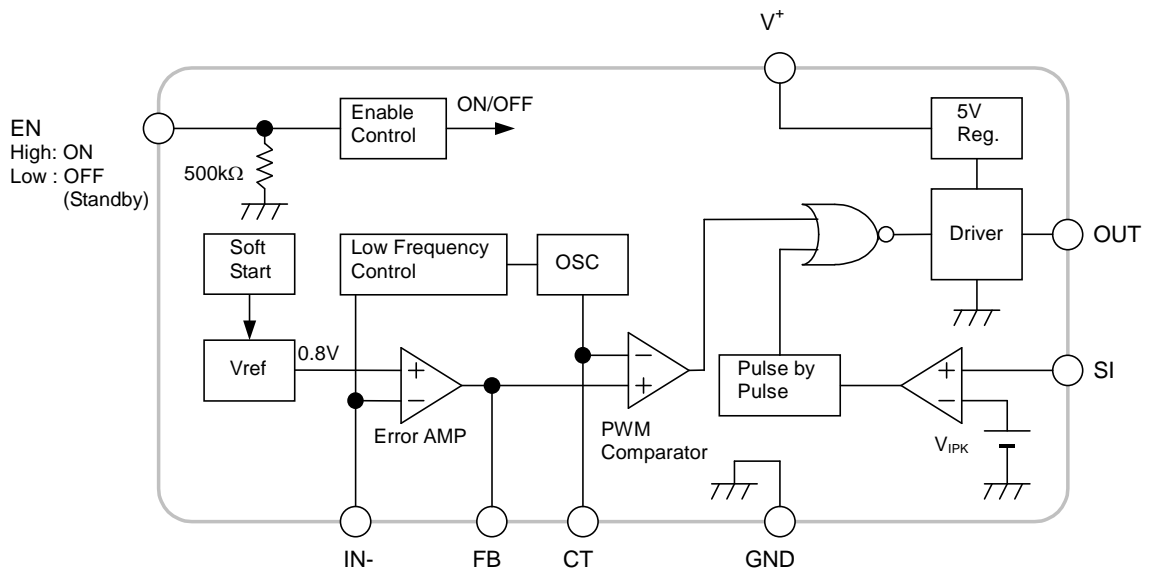 V+
EN
High: ON
Low : OFF
(Standby)
500kΩ
Enable
Control
ON/OFF
5V
Reg.
Soft
Start
Low Frequency
Control
OSC
Driver
OUT
Vref
0.8V
+
−
Error AMP
−
+
PWM
Comparator
Pulse by
Pulse
+
−
SI
VIPK
IN-
FB
CT
GND